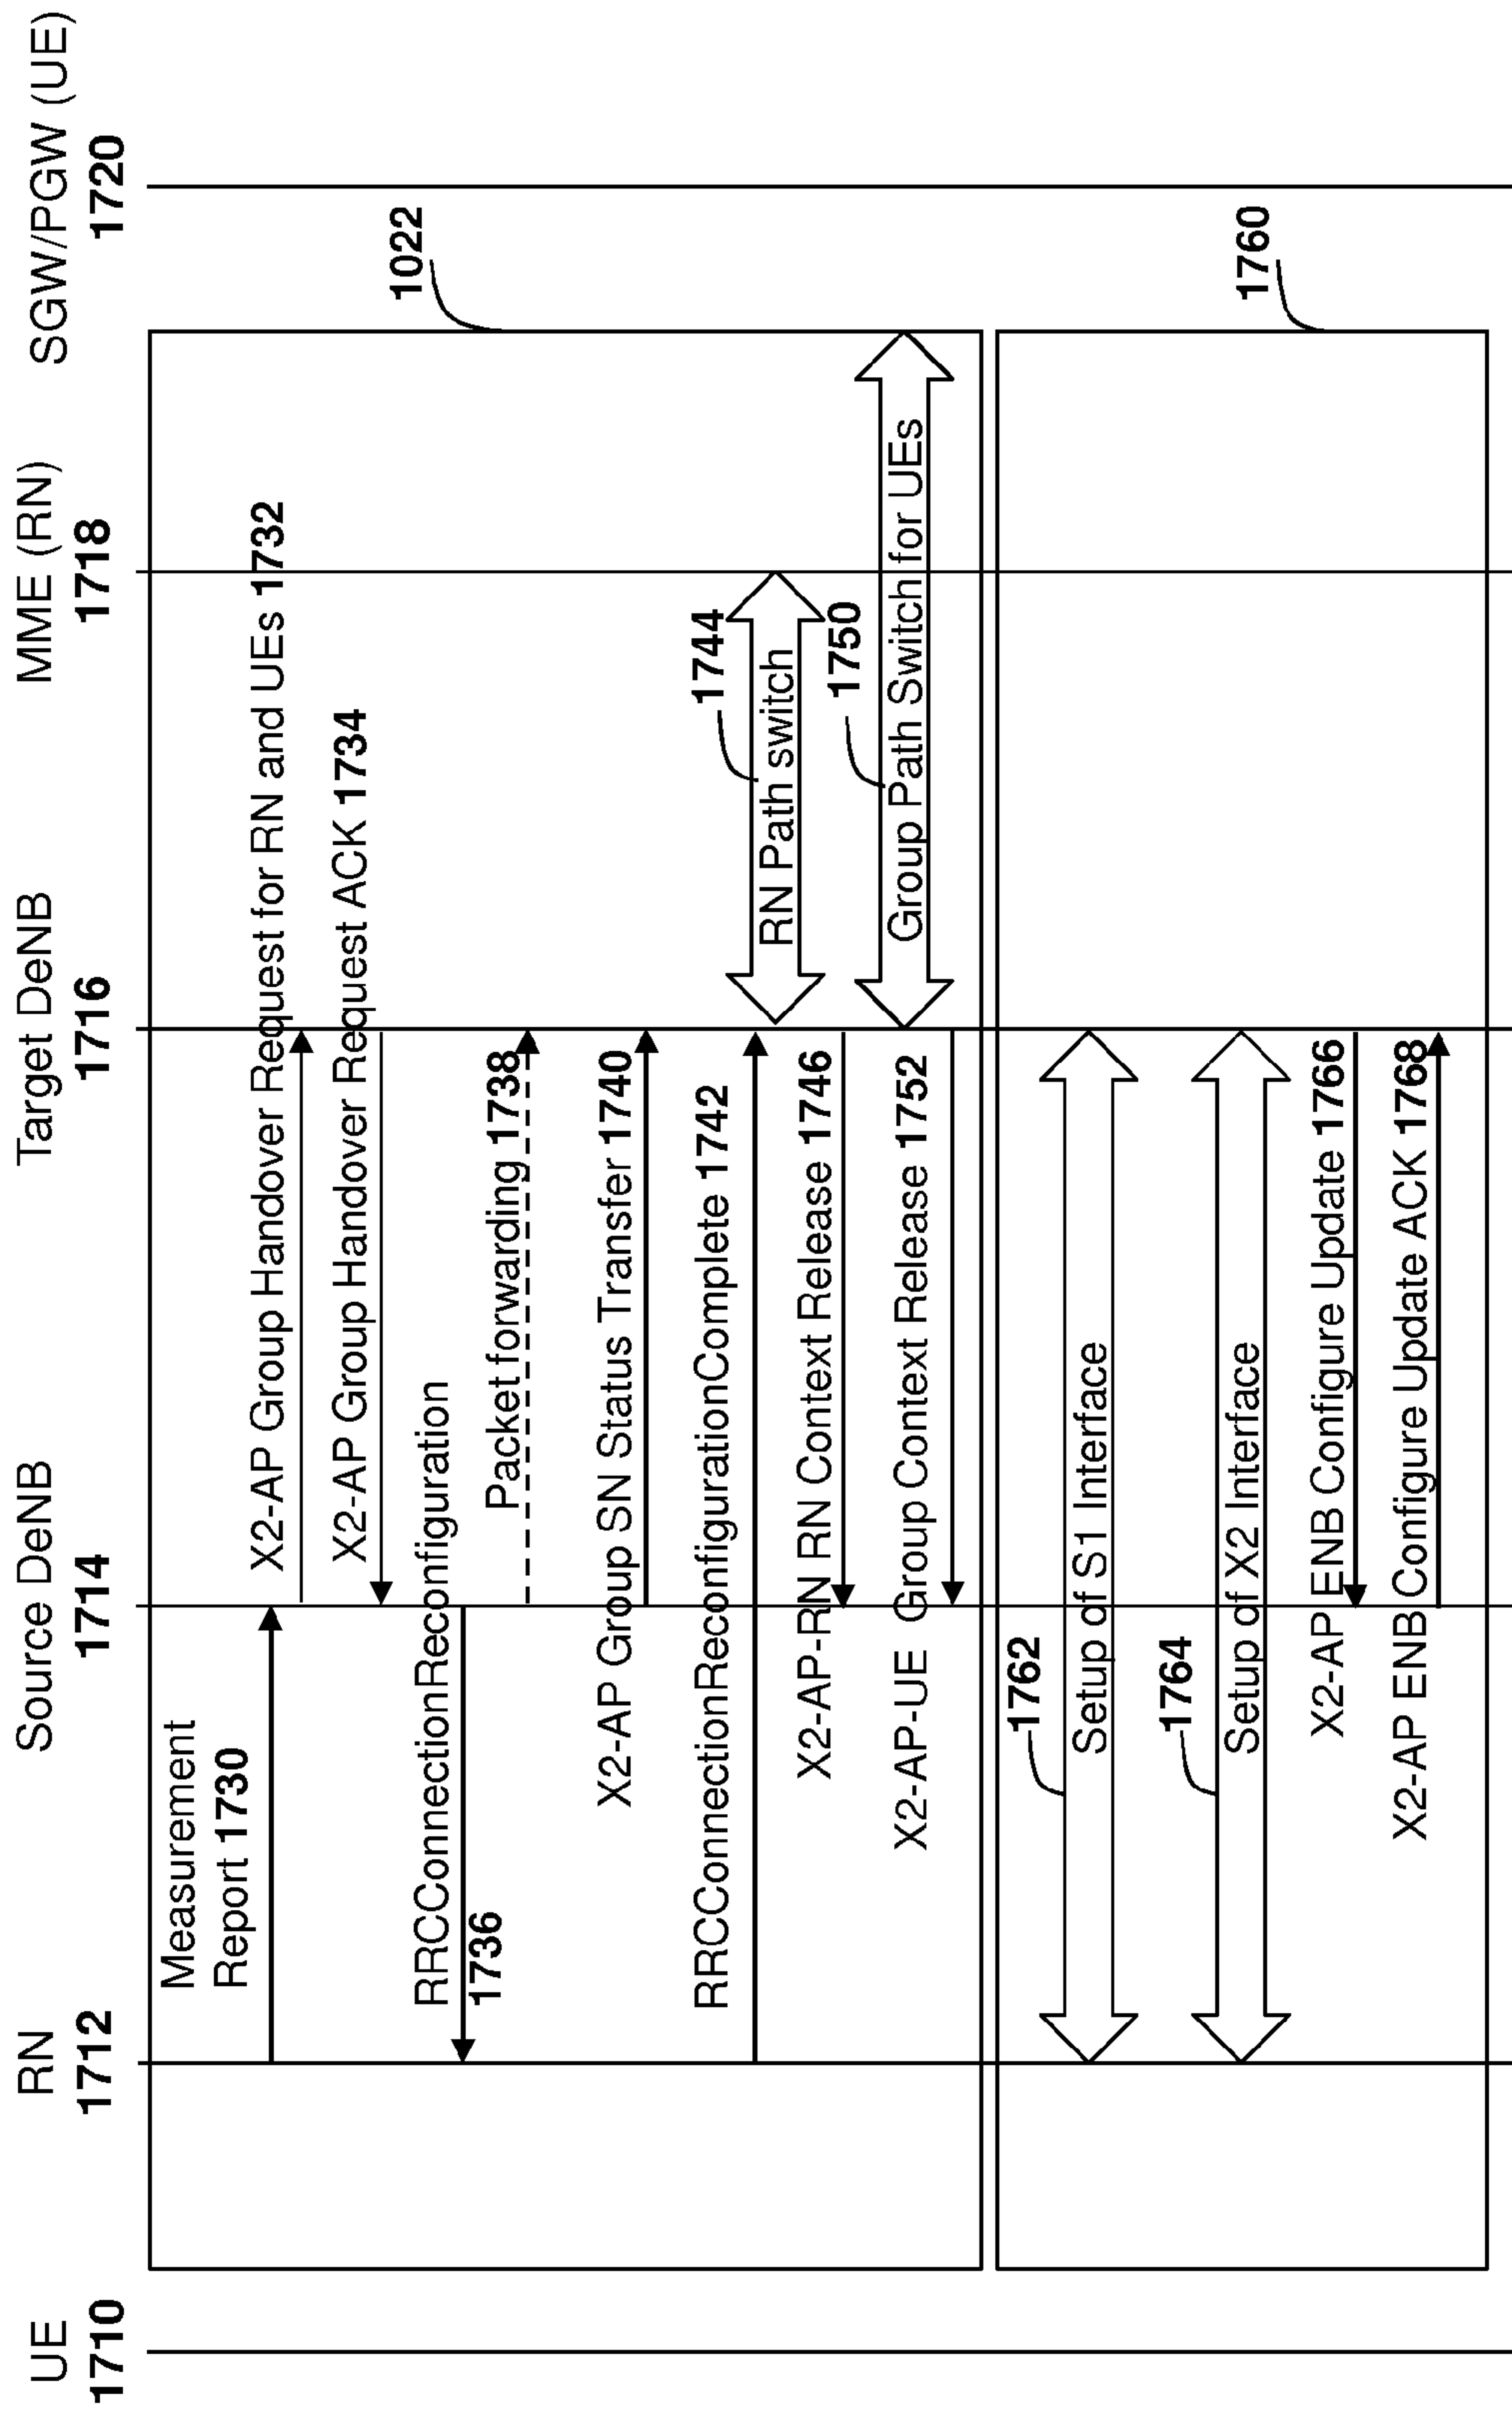 UE
1710
RN
1712
Source DeNB
1714
Target DeNB
1716
MME (RN)
1718
SGW/PGW (UE)
1720
Measurement
Report 1730
X2-AP Group Handover Request for RN and UEs 1732
1022
X2-AP Group Handover Request ACK 1734
RRCConnectionReconfiguration
1736
Packet forwarding 1738
X2-AP Group SN Status Transfer 1740
RRCConnectionReconfigurationComplete 1742
1744
RN Path switch
X2-AP-RN RN Context Release 1746
1750
Group Path Switch for UEs
X2-AP-UE Group Context Release 1752
1762
Setup of S1 Interface
1760
1764
Setup of X2 Interface
X2-AP ENB Configure Update 1766
X2-AP ENB Configure Update ACK 1768